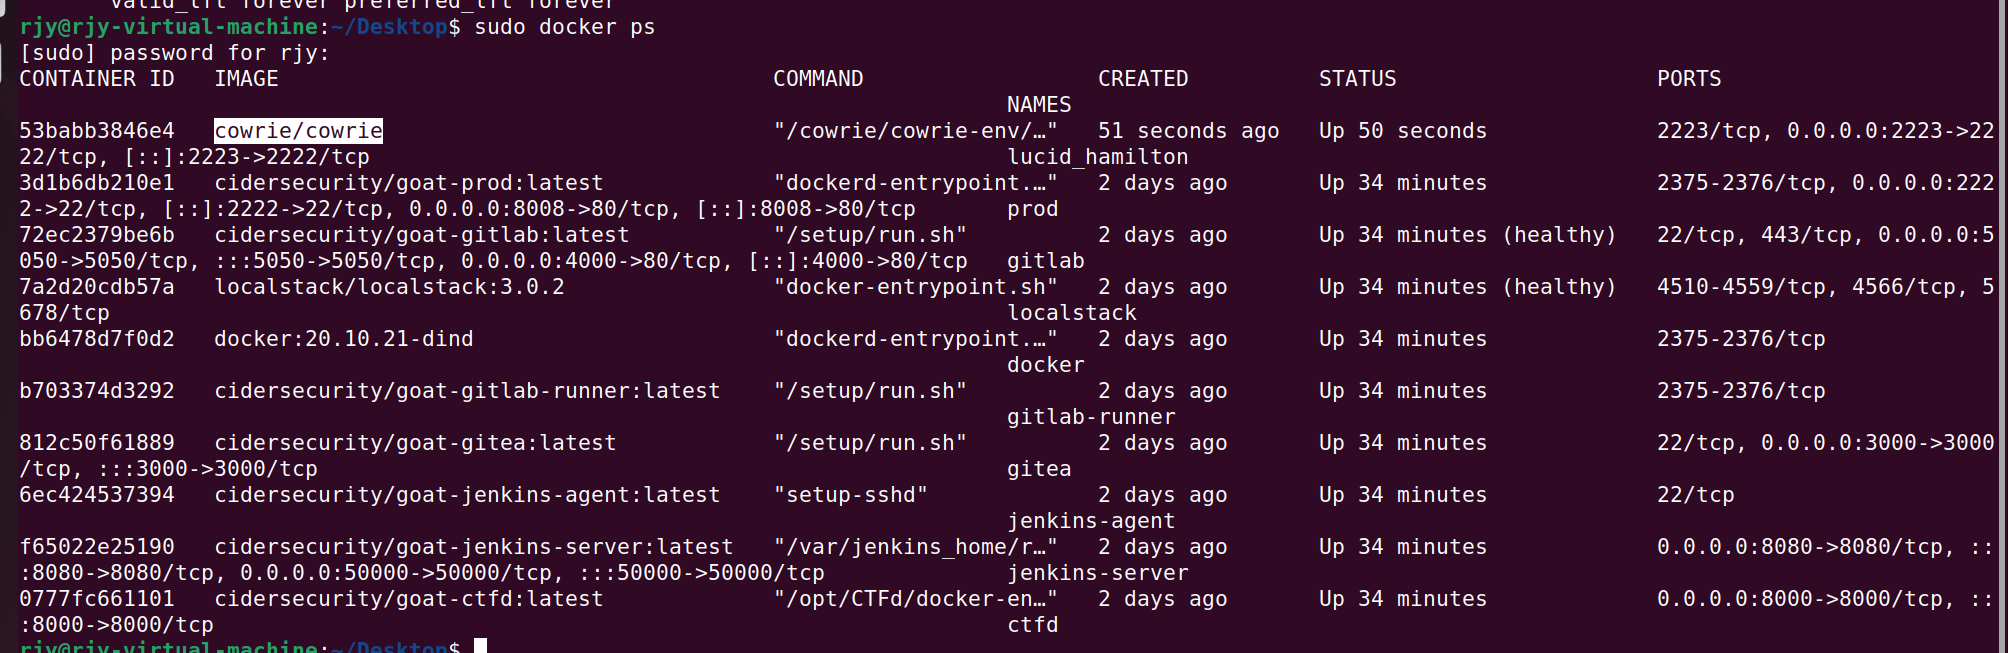 valid_lft forever preferred_lft forever
rjy@rjy-virtual-machine:~/Desktop$ sudo docker ps
[sudo] password for rjy:
CONTAINER ID   IMAGE                                      COMMAND                  CREATED          STATUS                    PORTS
                                                                            NAMES
53babb3846e4   cowrie/cowrie                              "/cowrie/cowrie-env/…"   51 seconds ago   Up 50 seconds             2223/tcp, 0.0.0.0:2223->22
22/tcp, [::]:2223->2222/tcp                                                 lucid_hamilton
3d1b6db210e1   cidersecurity/goat-prod:latest             "dockerd-entrypoint.…"   2 days ago       Up 34 minutes             2375-2376/tcp, 0.0.0.0:222
2->22/tcp, [::]:2222->22/tcp, 0.0.0.0:8008->80/tcp, [::]:8008->80/tcp       prod
72ec2379be6b   cidersecurity/goat-gitlab:latest           "/setup/run.sh"          2 days ago       Up 34 minutes (healthy)   22/tcp, 443/tcp, 0.0.0.0:5
050->5050/tcp, :::5050->5050/tcp, 0.0.0.0:4000->80/tcp, [::]:4000->80/tcp   gitlab
7a2d20cdb57a   localstack/localstack:3.0.2                "docker-entrypoint.sh"   2 days ago       Up 34 minutes (healthy)   4510-4559/tcp, 4566/tcp, 5
678/tcp                                                                     localstack
bb6478d7f0d2   docker:20.10.21-dind                       "dockerd-entrypoint.…"   2 days ago       Up 34 minutes             2375-2376/tcp
                                                                            docker
b703374d3292   cidersecurity/goat-gitlab-runner:latest    "/setup/run.sh"          2 days ago       Up 34 minutes             2375-2376/tcp
                                                                            gitlab-runner
812c50f61889   cidersecurity/goat-gitea:latest            "/setup/run.sh"          2 days ago       Up 34 minutes             22/tcp, 0.0.0.0:3000->3000
/tcp, :::3000->3000/tcp                                                     gitea
6ec424537394   cidersecurity/goat-jenkins-agent:latest    "setup-sshd"             2 days ago       Up 34 minutes             22/tcp
                                                                            jenkins-agent
f65022e25190   cidersecurity/goat-jenkins-server:latest   "/var/jenkins_home/r…"   2 days ago       Up 34 minutes             0.0.0.0:8080->8080/tcp, ::
:8080->8080/tcp, 0.0.0.0:50000->50000/tcp, :::50000->50000/tcp              jenkins-server
0777fc661101   cidersecurity/goat-ctfd:latest             "/opt/CTFd/docker-en…"   2 days ago       Up 34 minutes             0.0.0.0:8000->8000/tcp, ::
:8000->8000/tcp                                                             ctfd
rjy@rjy-virtual-machine:~/Desktop$